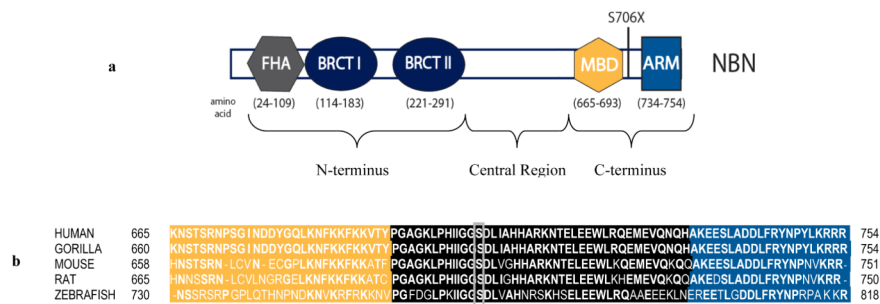 S706X
a
FHA BRCT I BRCT II MBD ARM NBN
amino acid
(24-109) (114-183) (221-291) (665-693) (734-754)
N-terminus Central Region C-terminus
b
HUMAN 665 KNSTSRNPSGINDDYGQLKNFKKFKKVTYPGAGKLPHIIGGSDLIAHHARKNTELEEWLRQEMEVQNQHAKEESLADDLFRYNPYLKRRR 754
GORILLA 660 KNSTSRNPSGINDDYGQLKNFKKFKKVTYPGAGKLPHIIGGSDLIAHHARKNTELEEWLRQEMEVQNQHAKEESLADDLFRYNPYLKRRR 754
MOUSE 658 HNSTSRN-LCVN-ECGPLKNFKKFKKATFPGAGKLPHIIGGSDLVGHHARKNTELEEWLKQEMEVQKQQAKEESLADDLFRYNPNVKRR- 751
RAT 665 HNNSSRN-LCVLNGRGELKNFKKFKKATCPGAGKLPHIIGGSDLIGHHARKNTELEEWLKHEMEVQKQQAKEDSLADDLFRYNPNVKRR- 750
ZEBRAFISH 730 -NSSRSRPGPLQTHNPNDKNVKRFRKKNVPGFDGLPKIIGGSDLVAHNRSKHSELEEWLRQAAEEEKLNEREETLGDDLFRYNPRPAKKR 818